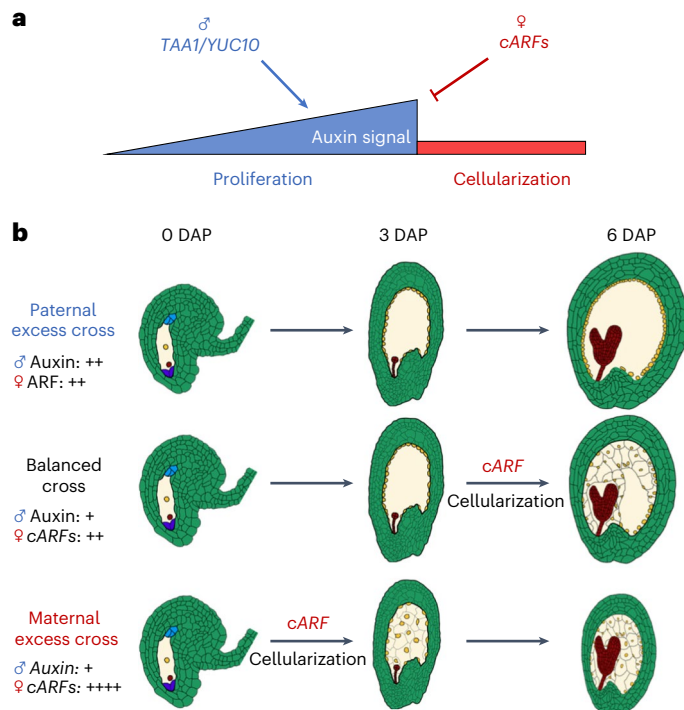 a
♂
TAA1/YUC10
♀
cARFs
Auxin signal
Proliferation
Cellularization
b
0 DAP
3 DAP
6 DAP
Paternal
excess cross
♂ Auxin: ++
♀ ARF: ++
Balanced
cross
♂ Auxin: +
♀ cARFs: ++
cARF
Cellularization
Maternal
excess cross
♂ Auxin: +
♀ cARFs: ++++
cARF
Cellularization